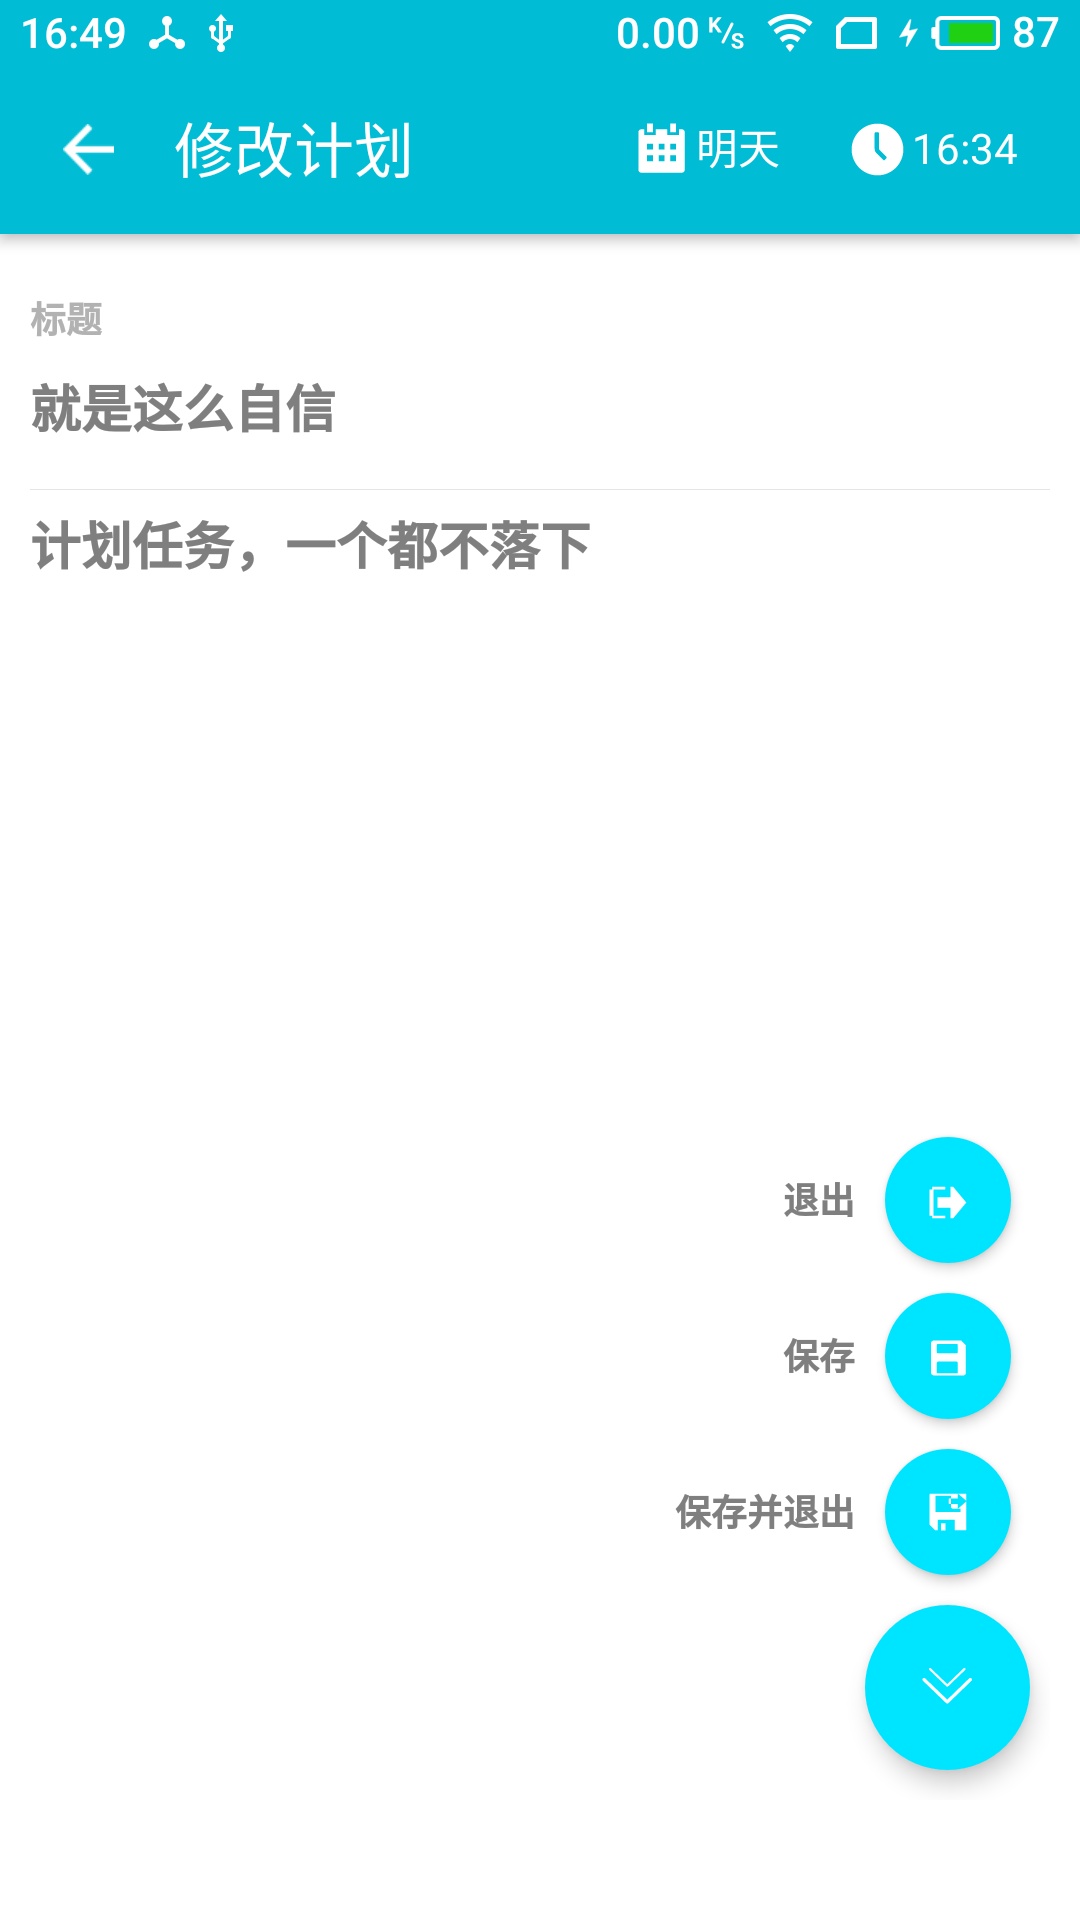 16:49 0.00 K/s 87
修改计划 明天 16:34
标题
就是这么自信
计划任务，一个都不落下
退出
保存
保存并退出